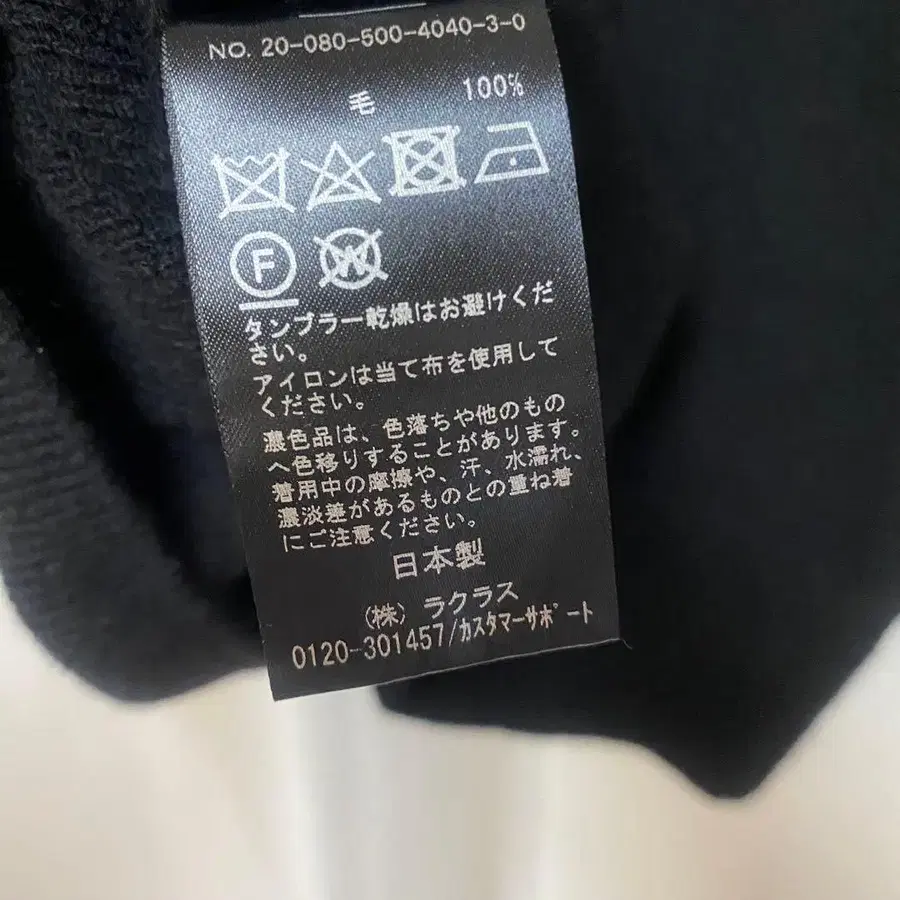 NO. 20-080-500-4040-3-0
毛 100%
F
W
タンブラー乾燥はお避けくだ
さい。
アイロンは当て布を使用して
ください。
濃色品は、色落ちや他のもの
へ色移りすることがあります。
着用中の摩擦や、汗、水濡れ、
濃淡差があるものとの重ね着
にご注意ください。
日本製
(株) ラクラス
0120-301457/ｶｽﾀﾏｰｻﾎﾟｰﾄ